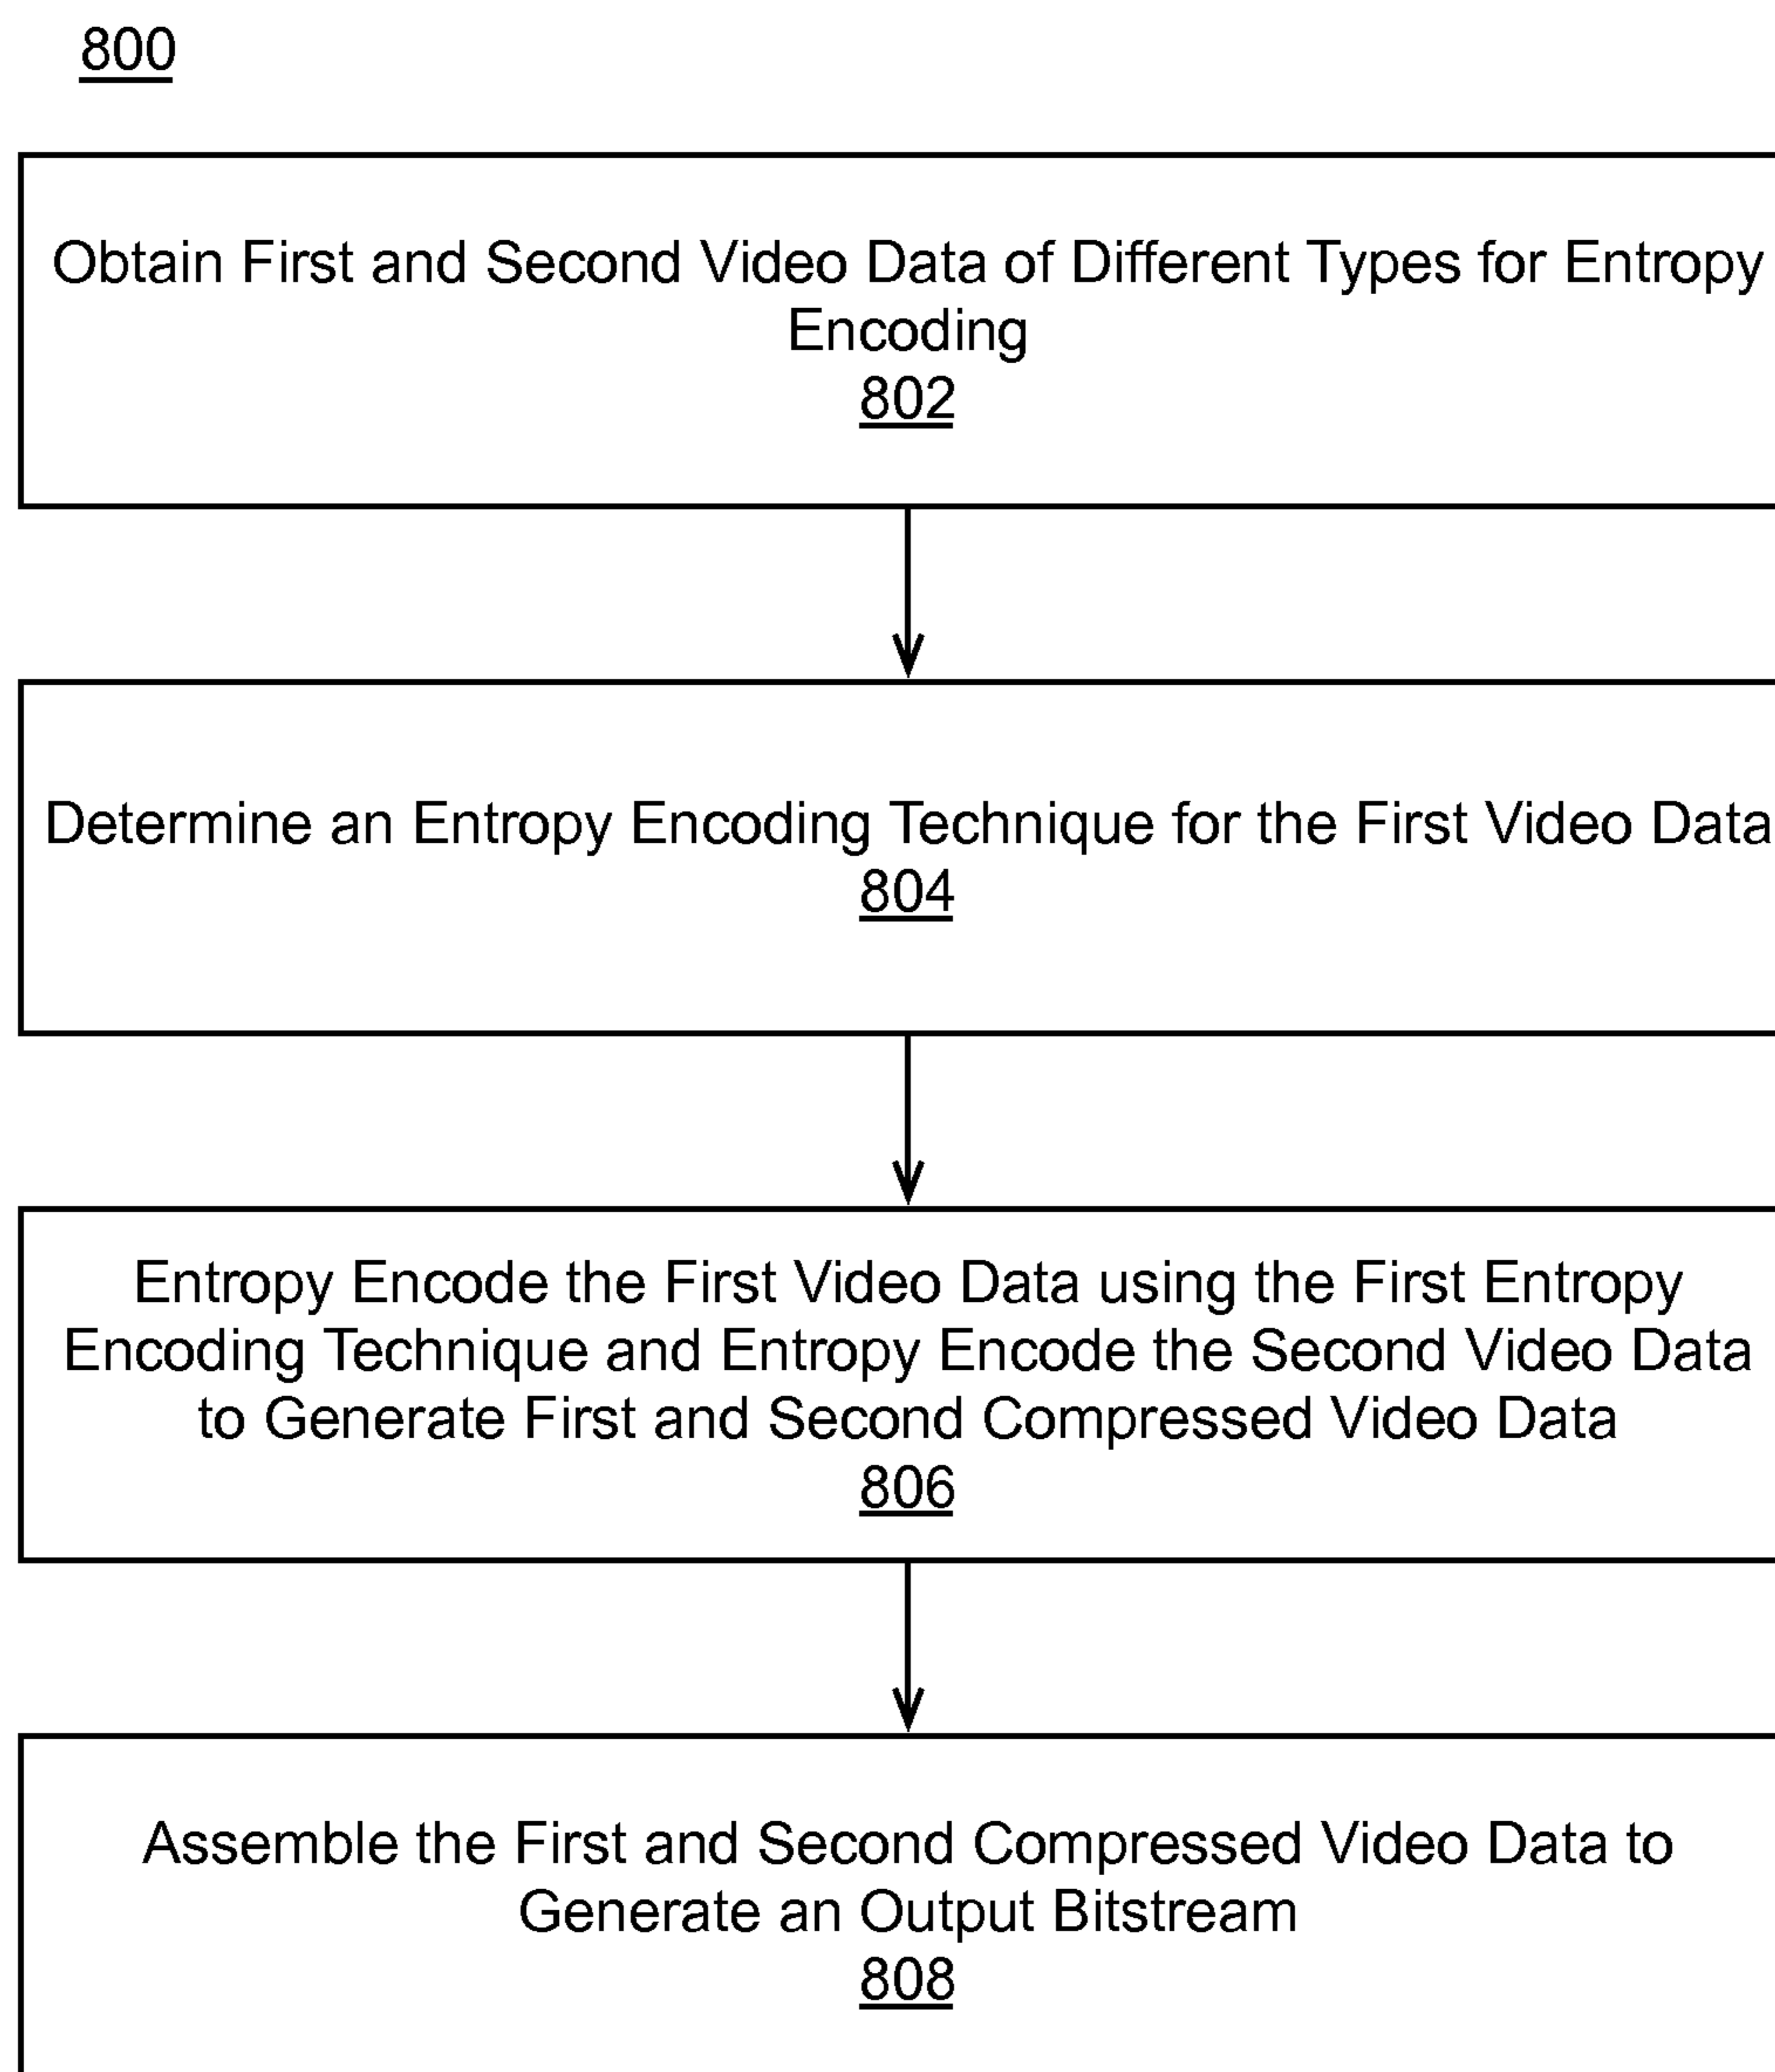 800
Obtain First and Second Video Data of Different Types for Entropy
Encoding
802
Determine an Entropy Encoding Technique for the First Video Data
804
Entropy Encode the First Video Data using the First Entropy
Encoding Technique and Entropy Encode the Second Video Data
to Generate First and Second Compressed Video Data
806
Assemble the First and Second Compressed Video Data to
Generate an Output Bitstream
808